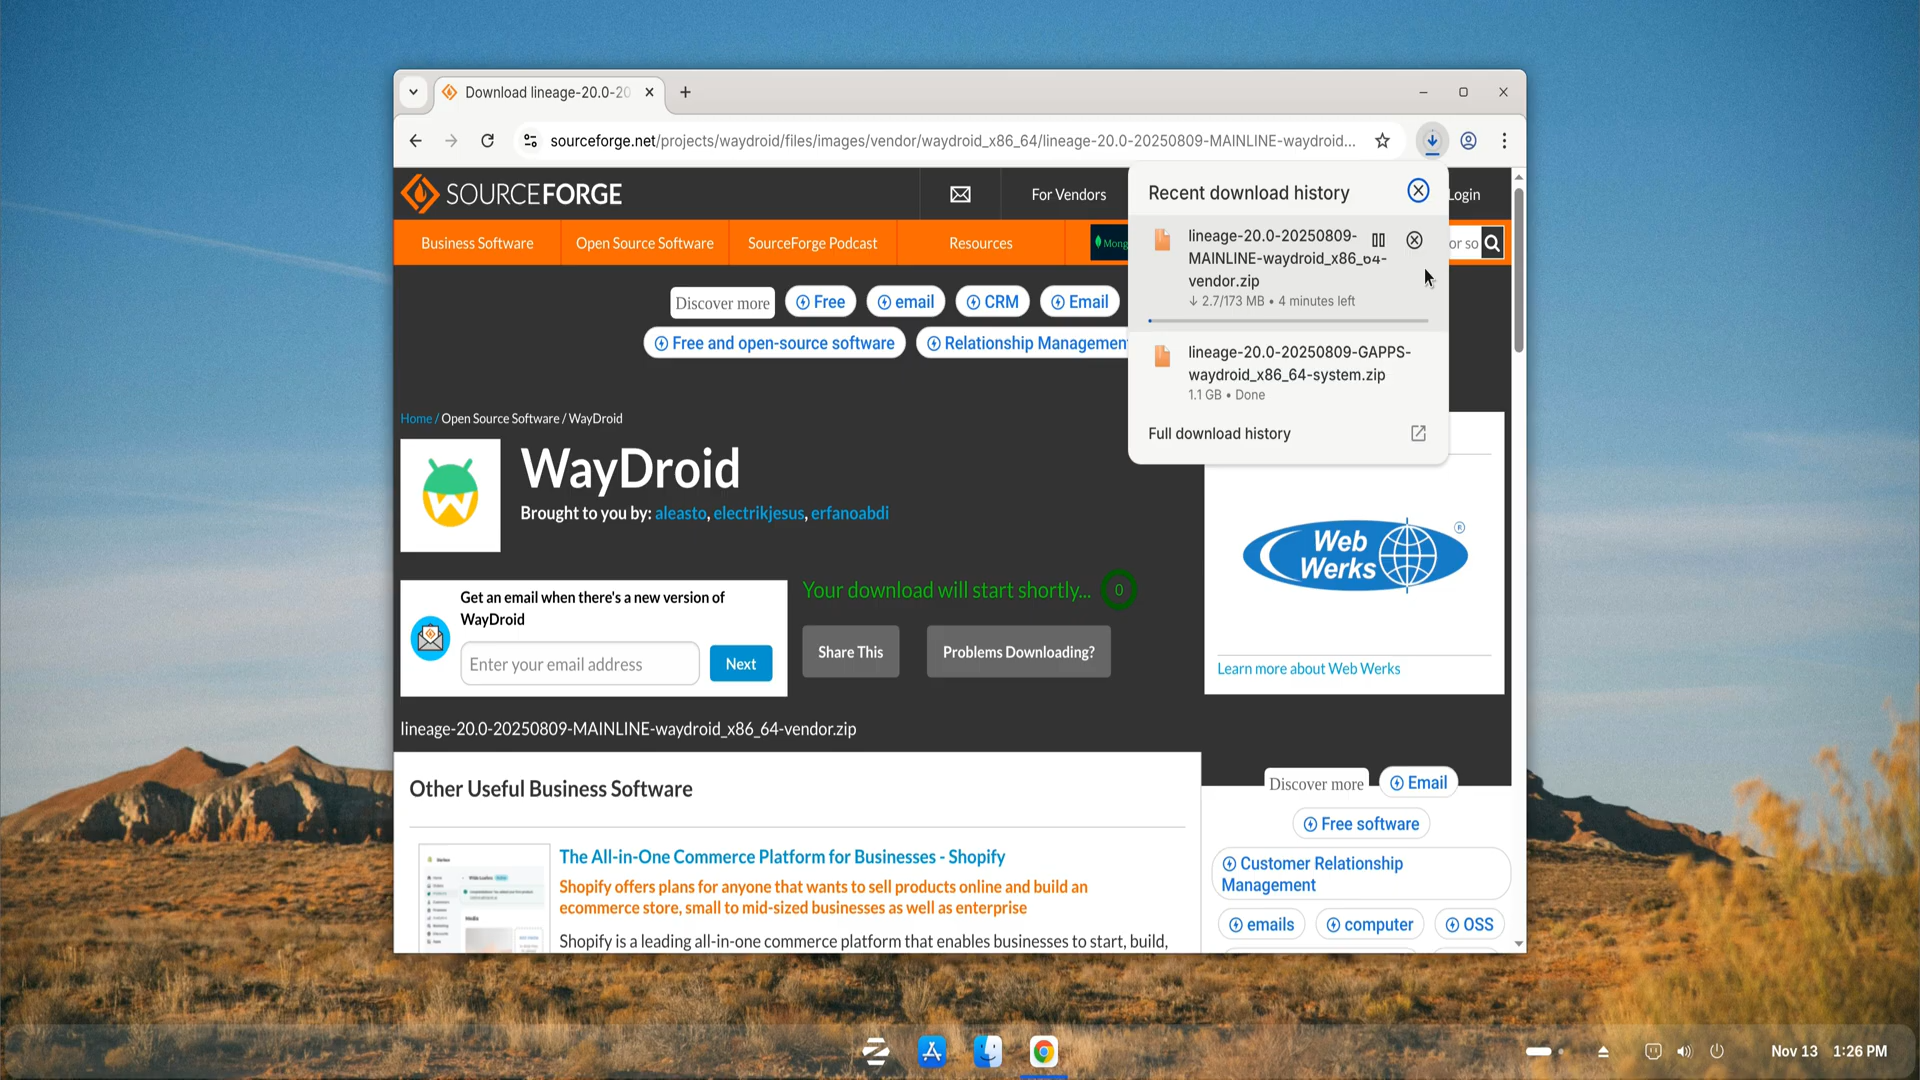 Download lineage-20.0-20
sourceforge.net/projects/waydroid/files/images/vendor/waydroid_x86_64/lineage-20.0-20250809-MAINLINE-waydroid...
SOURCEFORGE
For Vendors
Login
Business Software
Open Source Software
SourceForge Podcast
Resources
Mong
or so
Recent download history
lineage-20.0-20250809-
MAINLINE-waydroid_x86_64-
vendor.zip
↓ 2.7/173 MB • 4 minutes left
lineage-20.0-20250809-GAPPS-
waydroid_x86_64-system.zip
1.1 GB • Done
Full download history
Discover more
Free
email
CRM
Email
Free and open-source software
Relationship Management
Home / Open Source Software / WayDroid
WayDroid
Brought to you by: aleasto, electrikjesus, erfanoabdi
Get an email when there's a new version of
WayDroid
Enter your email address
Next
Your download will start shortly... 0
Share This
Problems Downloading?
lineage-20.0-20250809-MAINLINE-waydroid_x86_64-vendor.zip
Web
Werks
®
Learn more about Web Werks
Other Useful Business Software
The All-in-One Commerce Platform for Businesses - Shopify
Shopify offers plans for anyone that wants to sell products online and build an
ecommerce store, small to mid-sized businesses as well as enterprise
Shopify is a leading all-in-one commerce platform that enables businesses to start, build,
Discover more
Email
Free software
Customer Relationship
Management
emails
computer
OSS
Nov 13 1:26 PM